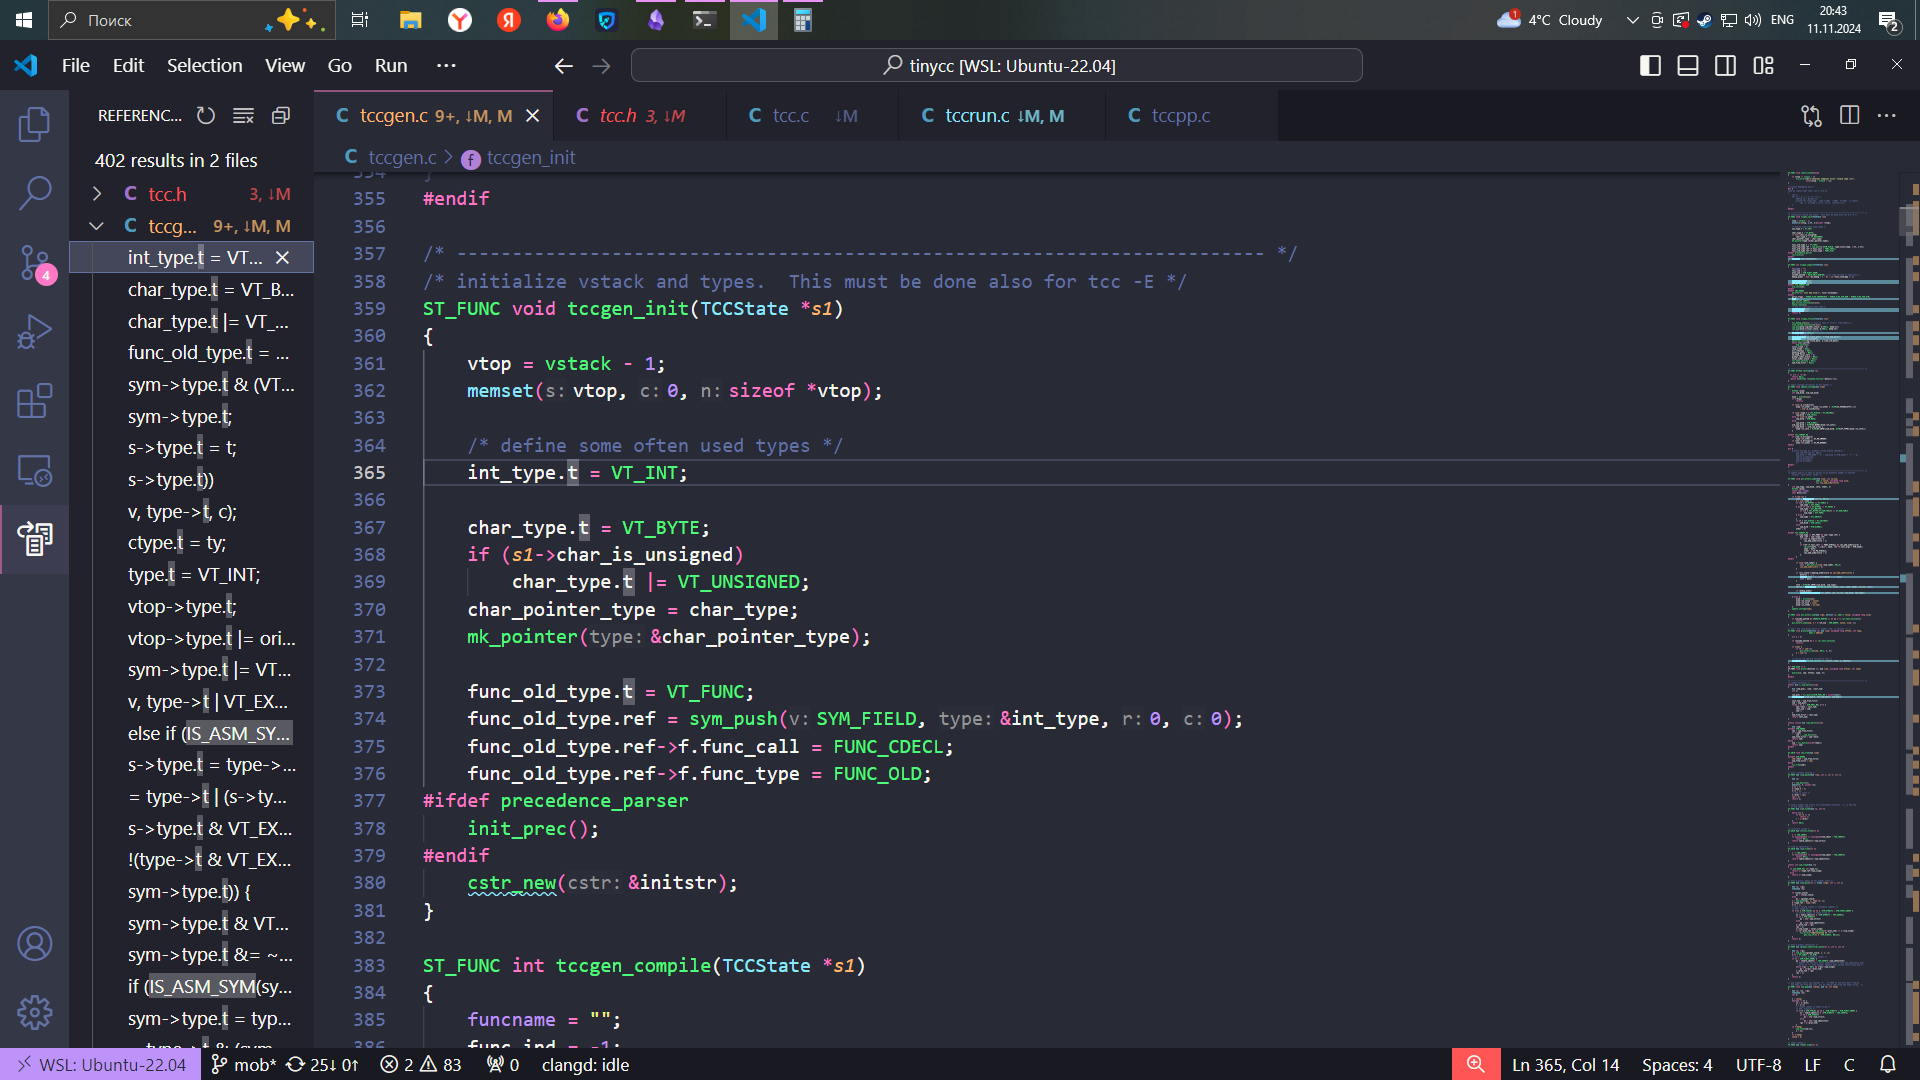 Поиск
4°C Cloudy
ENG
20:43
11.11.2024
2
File Edit Selection View Go Run ···
tinycc [WSL: Ubuntu-22.04]
REFERENC...
402 results in 2 files
C tcc.h 3, ↓M
C tccg... 9+, ↓M, M
int_type.t = VT...
char_type.t = VT_B...
char_type.t |= VT_...
func_old_type.t = ...
sym->type.t & (VT...
sym->type.t;
s->type.t = t;
s->type.t))
v, type->t, c);
ctype.t = ty;
type.t = VT_INT;
vtop->type.t;
vtop->type.t |= ori...
sym->type.t |= VT...
v, type->t | VT_EX...
else if (IS_ASM_SY...
s->type.t = type->...
= type->t | (s->ty...
s->type.t & VT_EX...
!(type->t & VT_EX...
sym->type.t)) {
sym->type.t & VT...
sym->type.t &= ~...
if (IS_ASM_SYM(sy...
sym->type.t = typ...
4
C tccgen.c 9+, ↓M, M
C tcc.h 3, ↓M
C tcc.c ↓M
C tccrun.c ↓M, M
C tccpp.c
C tccgen.c > f tccgen_init
354 }
355 #endif
356
357 /* ------------------------------------------------------------------------- */
358 /* initialize vstack and types.  This must be done also for tcc -E */
359 ST_FUNC void tccgen_init(TCCState *s1)
360 {
361     vtop = vstack - 1;
362     memset(s: vtop, c: 0, n: sizeof *vtop);
363
364     /* define some often used types */
365     int_type.t = VT_INT;
366
367     char_type.t = VT_BYTE;
368     if (s1->char_is_unsigned)
369         char_type.t |= VT_UNSIGNED;
370     char_pointer_type = char_type;
371     mk_pointer(type: &char_pointer_type);
372
373     func_old_type.t = VT_FUNC;
374     func_old_type.ref = sym_push(v: SYM_FIELD, type: &int_type, r: 0, c: 0);
375     func_old_type.ref->f.func_call = FUNC_CDECL;
376     func_old_type.ref->f.func_type = FUNC_OLD;
377 #ifdef precedence_parser
378     init_prec();
379 #endif
380     cstr_new(cstr: &initstr);
381 }
382
383 ST_FUNC int tccgen_compile(TCCState *s1)
384 {
385     funcname = "";
386     func_ind = -1;
WSL: Ubuntu-22.04 mob* 25↓ 0↑ 2 83 0 clangd: idle
Ln 365, Col 14 Spaces: 4 UTF-8 LF C